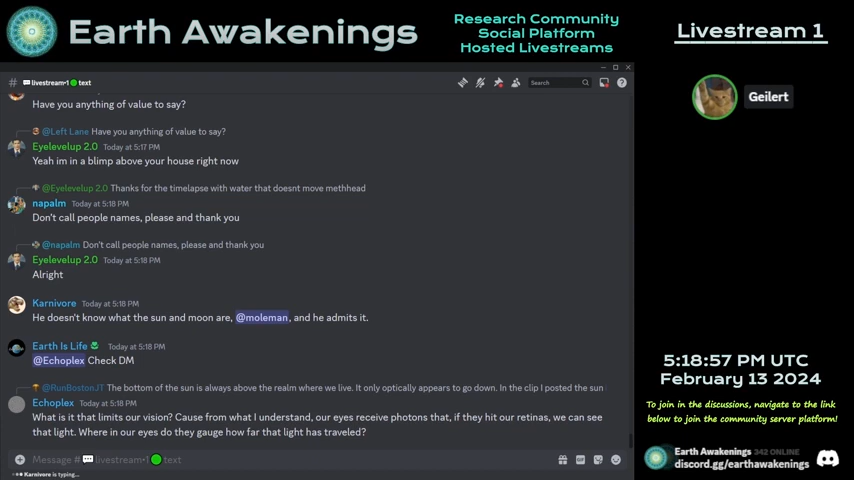 Earth Awakenings
Research Community
Social Platform
Hosted Livestreams
Livestream 1
# livestream•1 text
Search
Have you anything of value to say?
@Left Lane Have you anything of value to say?
Eyelevelup 2.0 Today at 5:17 PM
Yeah im in a blimp above your house right now
@Eyelevelup 2.0 Thanks for the timelapse with water that doesnt move methhead
napalm Today at 5:18 PM
Don't call people names, please and thank you
@napalm Don't call people names, please and thank you
Eyelevelup 2.0 Today at 5:18 PM
Alright
Karnivore Today at 5:18 PM
He doesn't know what the sun and moon are, @moleman, and he admits it.
Earth Is Life Today at 5:18 PM
@Echoplex Check DM
@RunBostonJT The bottom of the sun is always above the realm where we live. It only optically appears to go down. In the clip I posted the sun
Echoplex Today at 5:18 PM
What is it that limits our vision? Cause from what I understand, our eyes receive photons that, if they hit our retinas, we can see
that light. Where in our eyes do they gauge how far that light has traveled?
Message # livestream•1 text
GIF
Karnivore is typing...
Geilert
5:18:57 PM UTC
February 13 2024
To join in the discussions, navigate to the link
below to join the community server platform!
Earth Awakenings 342 ONLINE
discord.gg/earthawakenings